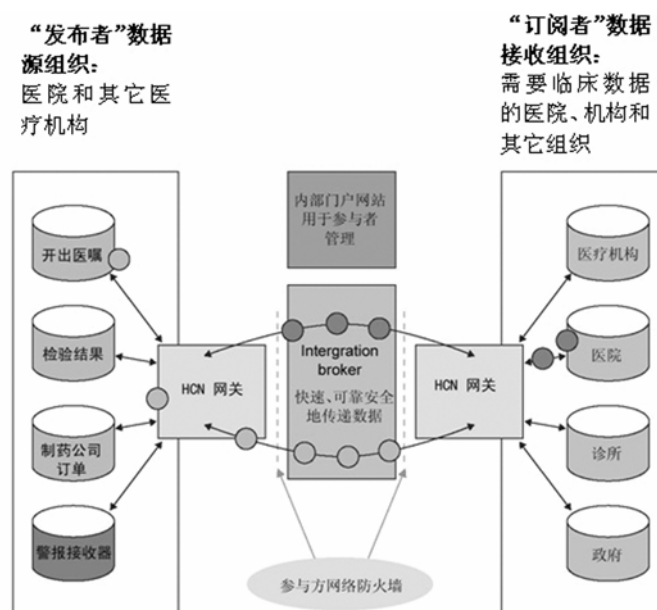 “发布者”数据
源组织：
医院和其它医
疗机构
“订阅者”数据
接收组织：
需要临床数据
的医院、机构和
其它组织
内部门户网站
用于参与者
管理
开出医嘱
检验结果
制药公司
订单
警报接收器
HCN 网关
Intergration
broker
快速、可靠安全
地传递数据
HCN 网关
医疗机构
医院
诊所
政府
参与方网络防火墙